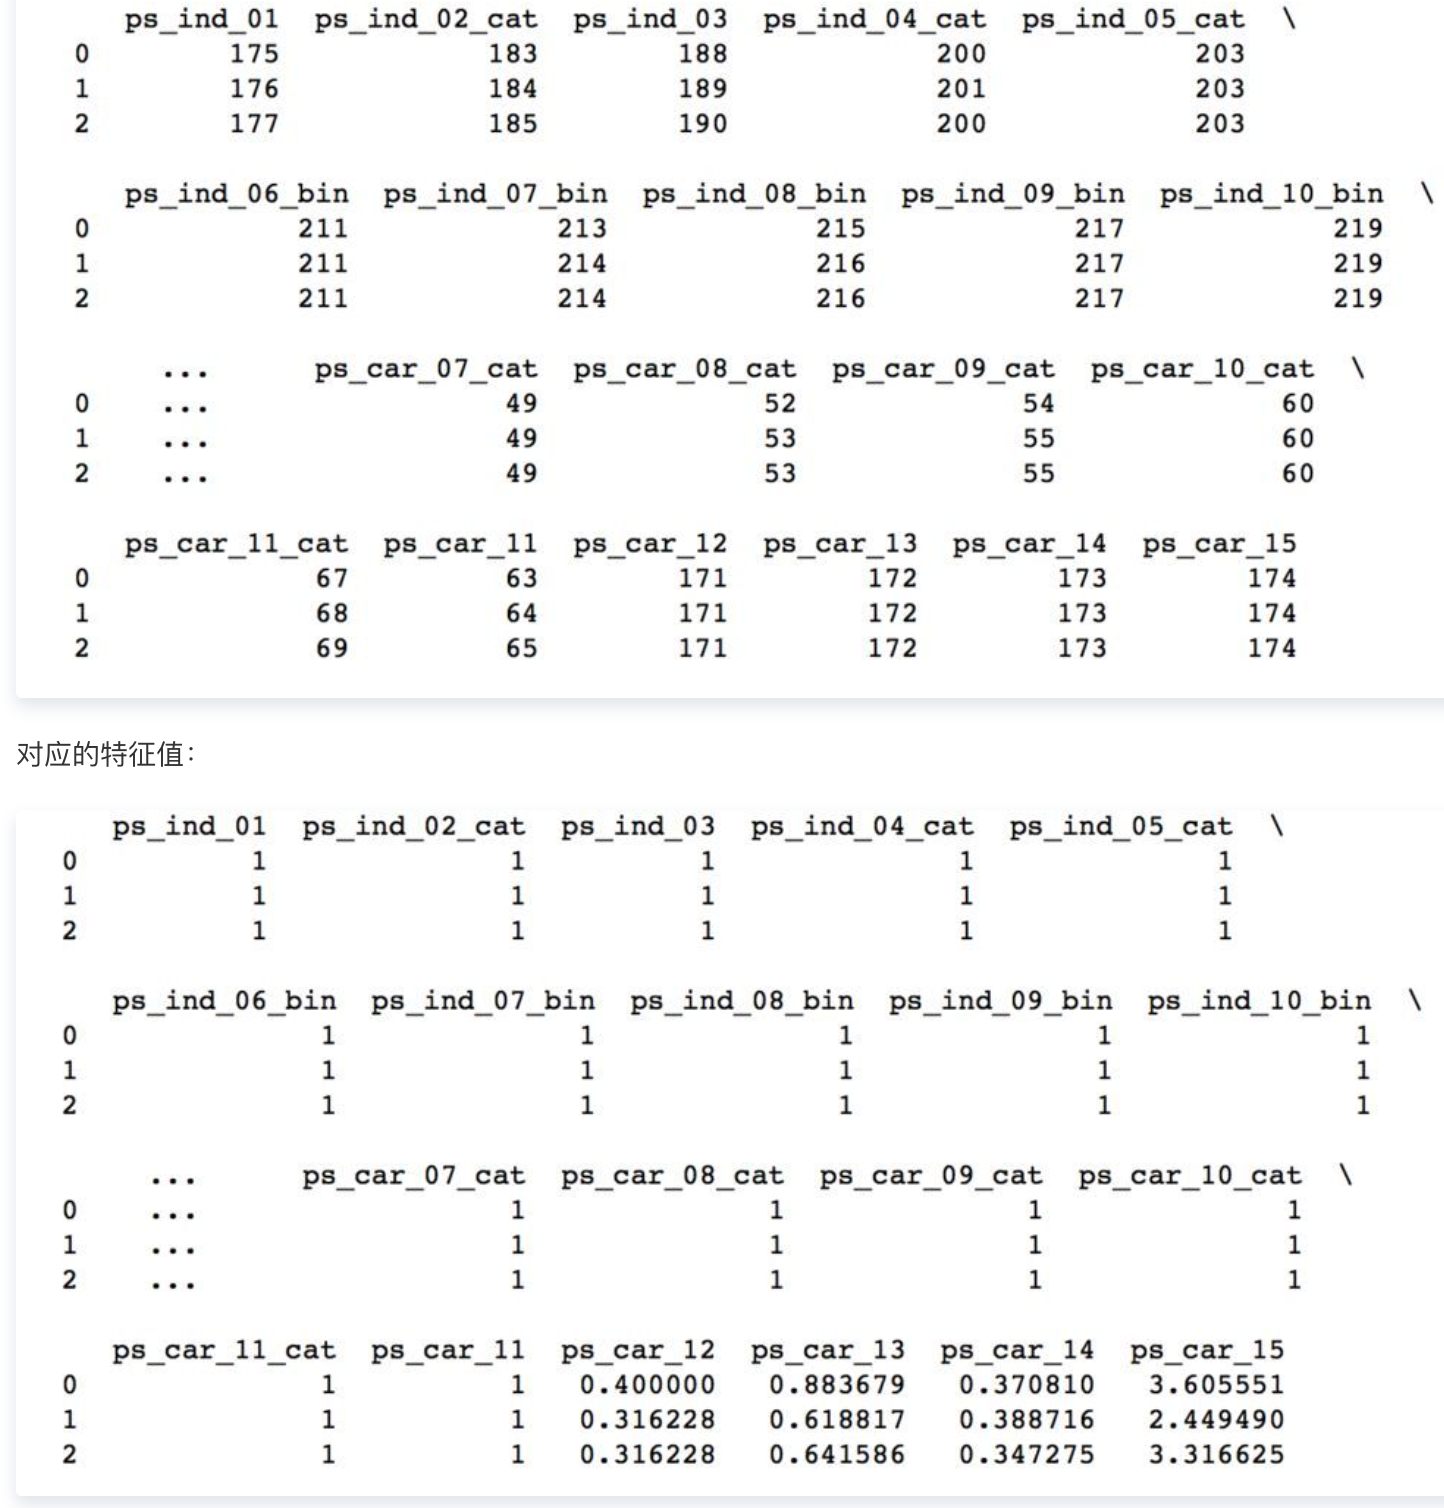 ps_ind_01 ps_ind_02_cat ps_ind_03 ps_ind_04_cat ps_ind_05_cat \
0 175 183 188 200 203
1 176 184 189 201 203
2 177 185 190 200 203
ps_ind_06_bin ps_ind_07_bin ps_ind_08_bin ps_ind_09_bin ps_ind_10_bin \
0 211 213 215 217 219
1 211 214 216 217 219
2 211 214 216 217 219
... ps_car_07_cat ps_car_08_cat ps_car_09_cat ps_car_10_cat \
0 ... 49 52 54 60
1 ... 49 53 55 60
2 ... 49 53 55 60
ps_car_11_cat ps_car_11 ps_car_12 ps_car_13 ps_car_14 ps_car_15
0 67 63 171 172 173 174
1 68 64 171 172 173 174
2 69 65 171 172 173 174
对应的特征值：
ps_ind_01 ps_ind_02_cat ps_ind_03 ps_ind_04_cat ps_ind_05_cat \
0 1 1 1 1 1
1 1 1 1 1 1
2 1 1 1 1 1
ps_ind_06_bin ps_ind_07_bin ps_ind_08_bin ps_ind_09_bin ps_ind_10_bin \
0 1 1 1 1 1
1 1 1 1 1 1
2 1 1 1 1 1
... ps_car_07_cat ps_car_08_cat ps_car_09_cat ps_car_10_cat \
0 ... 1 1 1 1
1 ... 1 1 1 1
2 ... 1 1 1 1
ps_car_11_cat ps_car_11 ps_car_12 ps_car_13 ps_car_14 ps_car_15
0 1 1 0.400000 0.883679 0.370810 3.605551
1 1 1 0.316228 0.618817 0.388716 2.449490
2 1 1 0.316228 0.641586 0.347275 3.316625